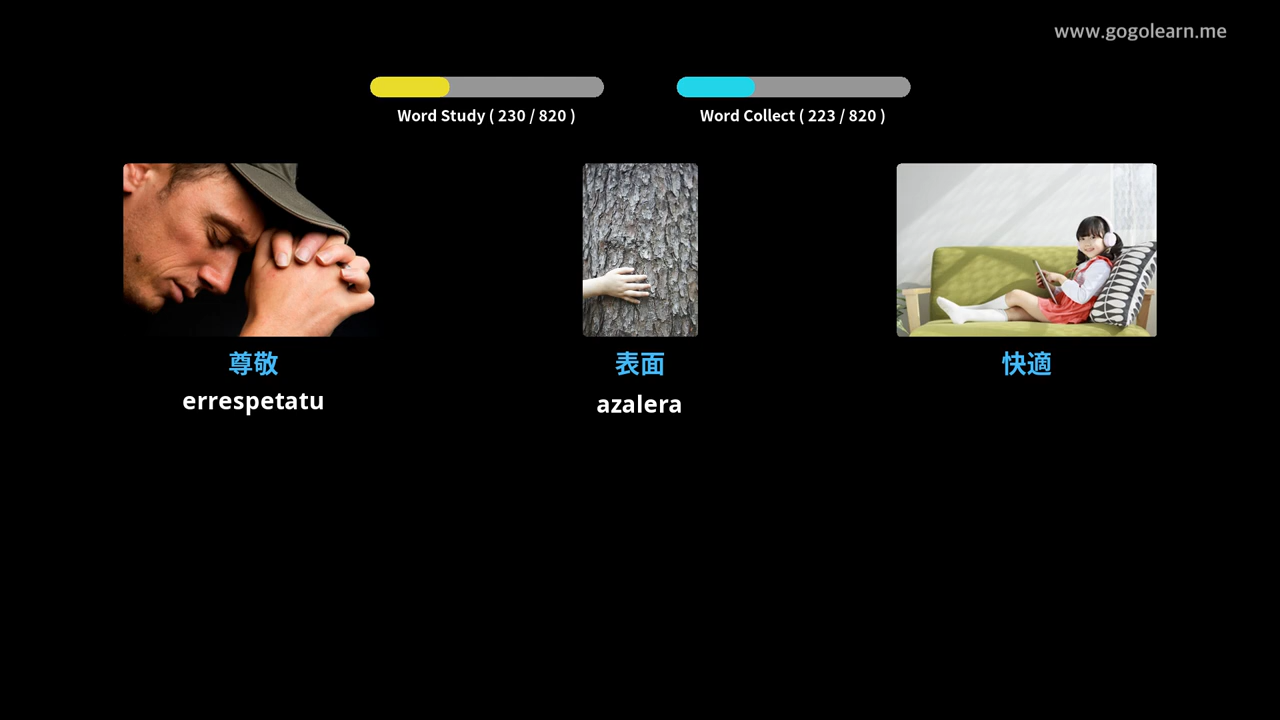 www.gogolearn.me
Word Study ( 230 / 820 )
Word Collect ( 223 / 820 )
尊敬
表面
快適
errespetatu
azalera